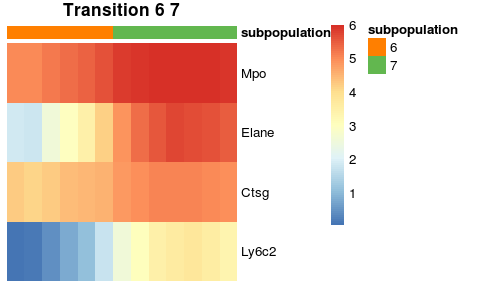 Transition 6 7
subpopulation
Mpo
Elane
Ctsg
Ly6c2
6
5
4
3
2
1
subpopulation
6
7